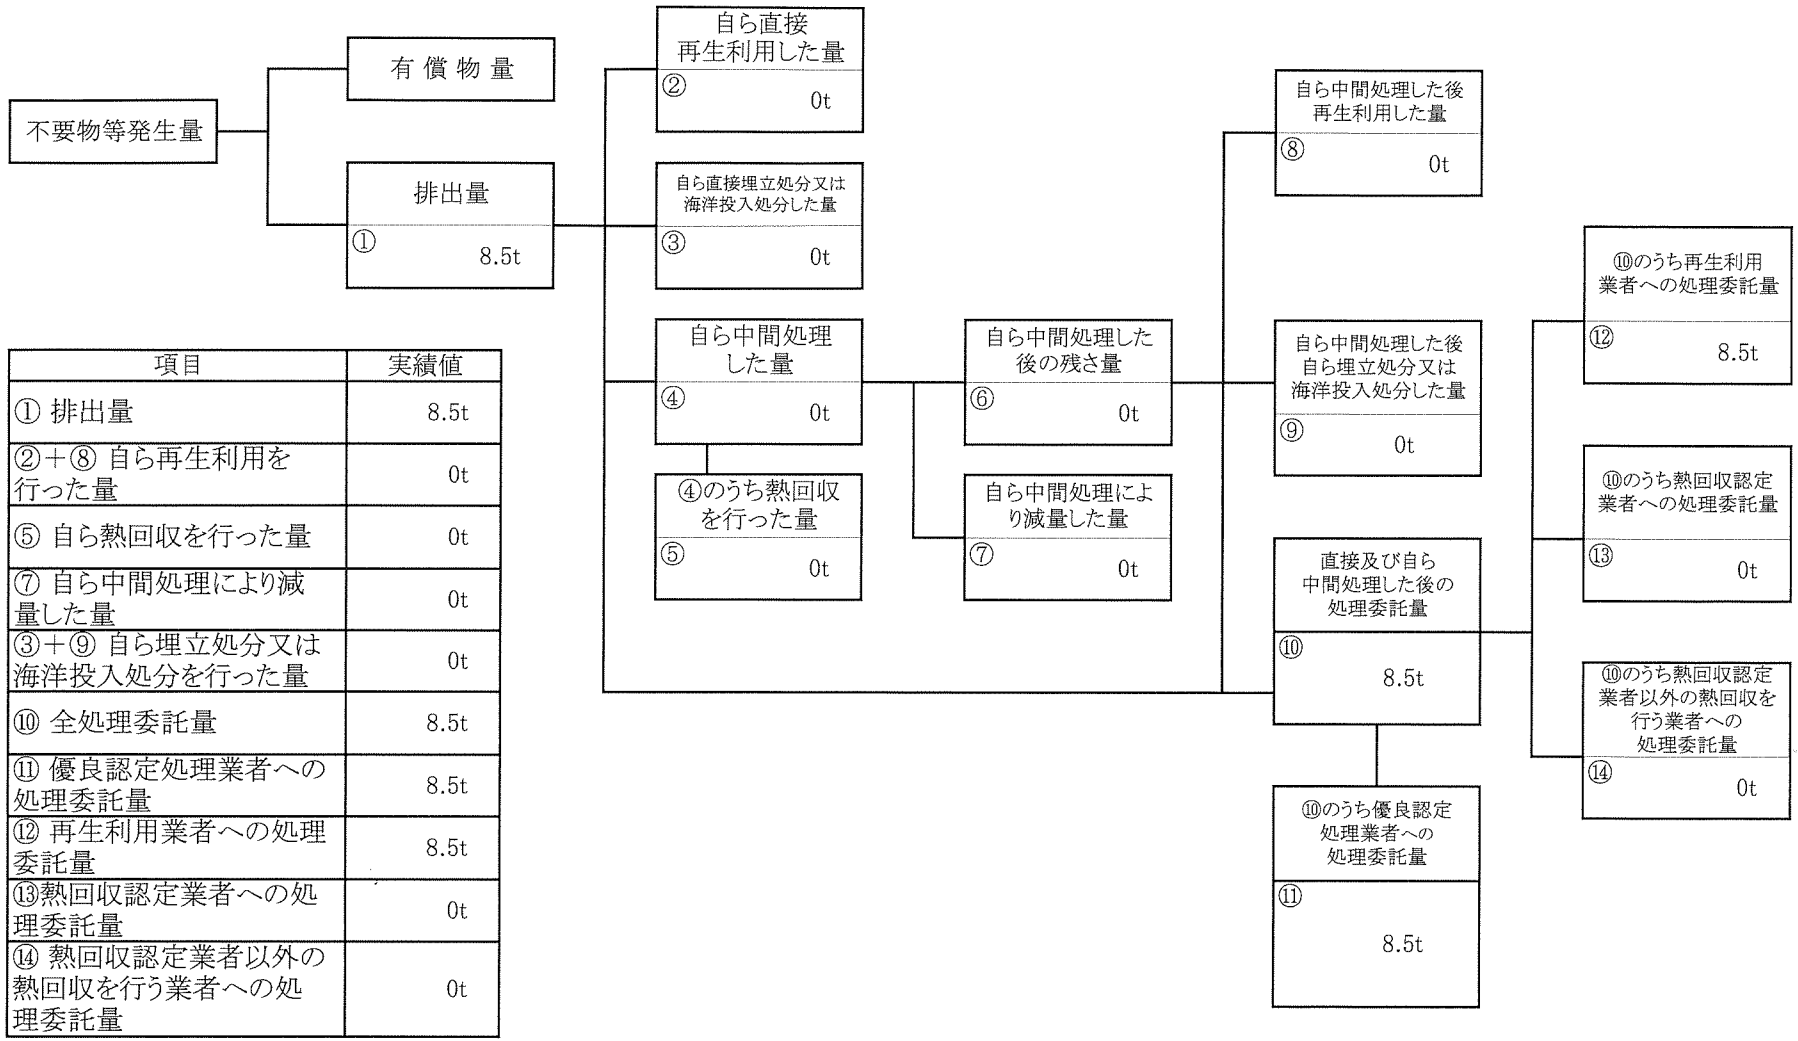 不要物等発生量
有償物量
排出量
①
8.5t
自ら直接
再生利用した量
②
0t
自ら直接埋立処分又は
海洋投入処分した量
③
0t
自ら中間処理
した量
④
0t
④のうち熱回収
を行った量
⑤
0t
自ら中間処理した
後の残さ量
⑥
0t
自ら中間処理によ
り減量した量
⑦
0t
自ら中間処理した後
再生利用した量
⑧
0t
自ら中間処理した後
自ら埋立処分又は
海洋投入処分した量
⑨
0t
直接及び自ら
中間処理した後の
処理委託量
⑩
8.5t
⑩のうち優良認定
処理業者への
処理委託量
⑪
8.5t
⑩のうち再生利用
業者への処理委託量
⑫
8.5t
⑩のうち熱回収認定
業者への処理委託量
⑬
0t
⑩のうち熱回収認定
業者以外の熱回収を
行う業者への
処理委託量
⑭
0t
項目 実績値
① 排出量 8.5t
②+⑧ 自ら再生利用を
行った量 0t
⑤ 自ら熱回収を行った量 0t
⑦ 自ら中間処理により減
量した量 0t
③+⑨ 自ら埋立処分又は
海洋投入処分を行った量 0t
⑩ 全処理委託量 8.5t
⑪ 優良認定処理業者への
処理委託量 8.5t
⑫ 再生利用業者への処理
委託量 8.5t
⑬熱回収認定業者への処
理委託量 0t
⑭ 熱回収認定業者以外の
熱回収を行う業者への処
理委託量 0t